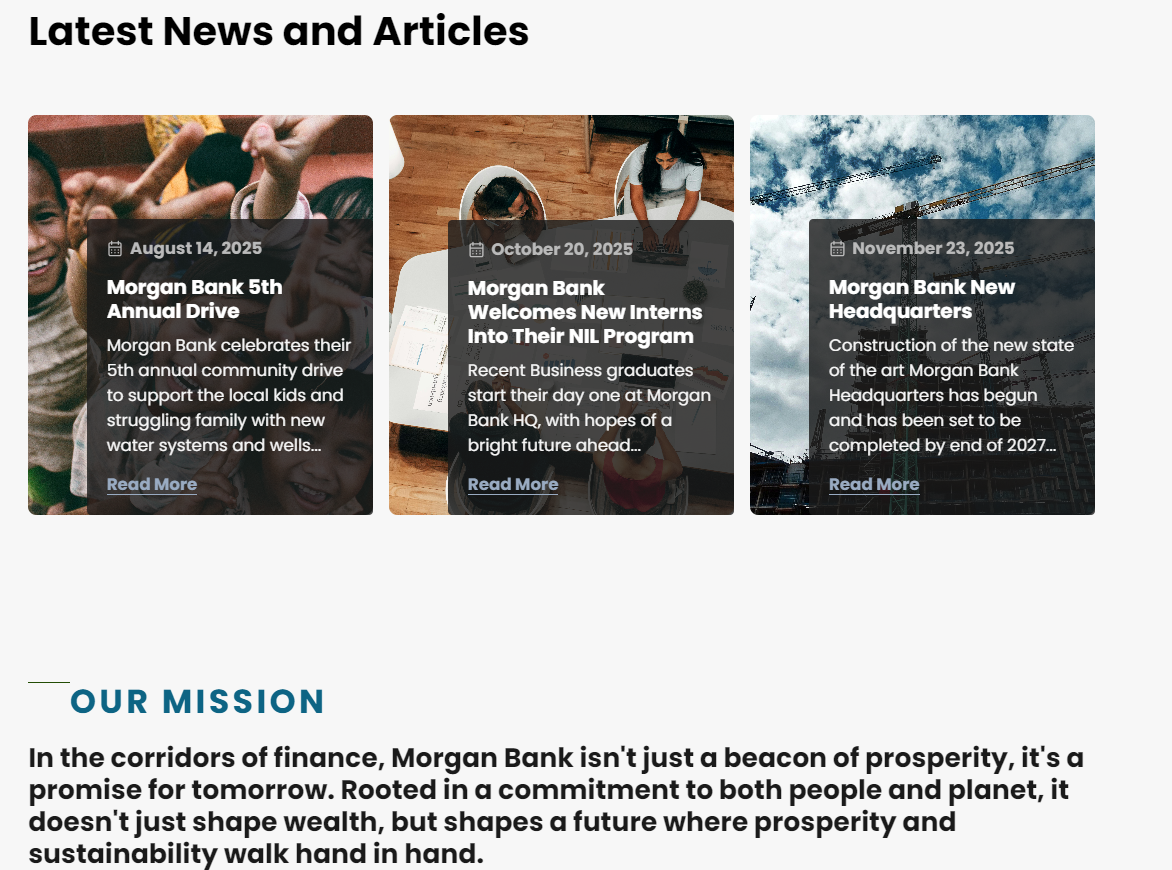 Latest News and Articles
August 14, 2025
Morgan Bank 5th
Annual Drive
Morgan Bank celebrates their
5th annual community drive
to support the local kids and
struggling family with new
water systems and wells...
Read More
October 20, 2025
Morgan Bank
Welcomes New Interns
Into Their NIL Program
Recent Business graduates
start their day one at Morgan
Bank HQ, with hopes of a
bright future ahead...
Read More
November 23, 2025
Morgan Bank New
Headquarters
Construction of the new state
of the art Morgan Bank
Headquarters has begun
and has been set to be
completed by end of 2027...
Read More
OUR MISSION
In the corridors of finance, Morgan Bank isn't just a beacon of prosperity, it's a
promise for tomorrow. Rooted in a commitment to both people and planet, it
doesn't just shape wealth, but shapes a future where prosperity and
sustainability walk hand in hand.